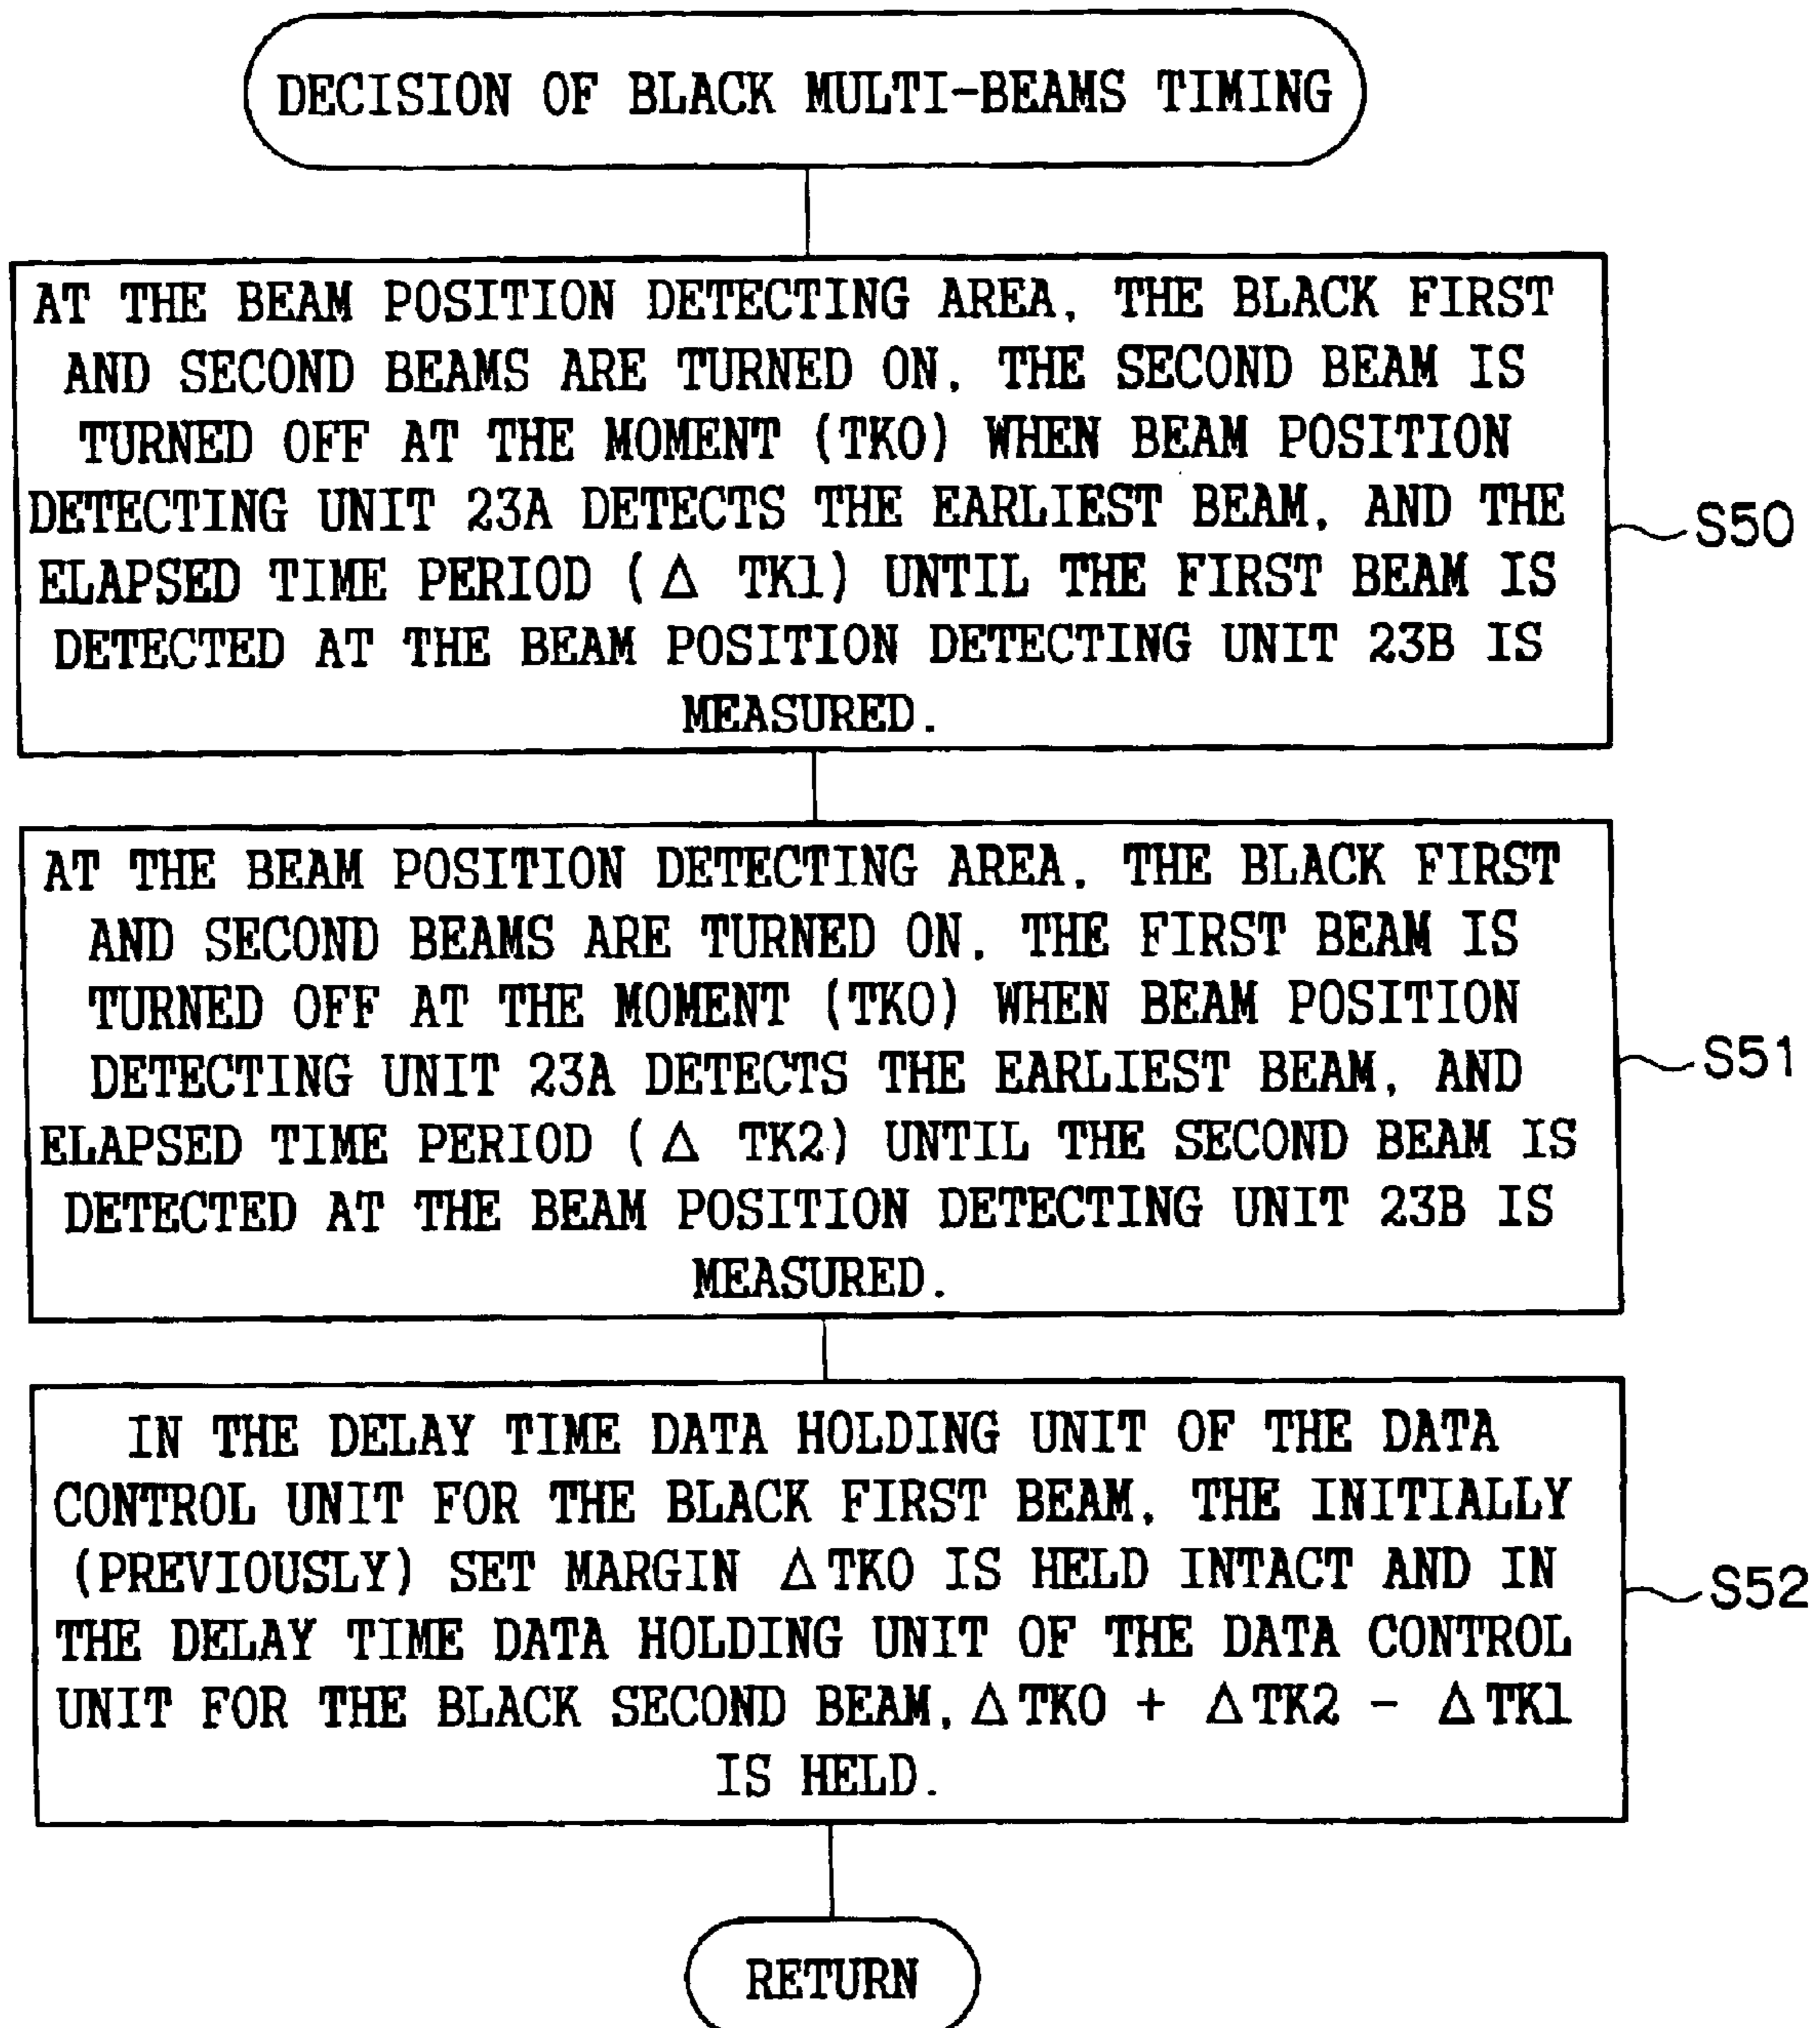 DECISION OF BLACK MULTI-BEAMS TIMING
AT THE BEAM POSITION DETECTING AREA, THE BLACK FIRST
AND SECOND BEAMS ARE TURNED ON, THE SECOND BEAM IS
TURNED OFF AT THE MOMENT (TK0) WHEN BEAM POSITION
DETECTING UNIT 23A DETECTS THE EARLIEST BEAM, AND THE
ELAPSED TIME PERIOD (Δ TK1) UNTIL THE FIRST BEAM IS
DETECTED AT THE BEAM POSITION DETECTING UNIT 23B IS
MEASURED.
S50
AT THE BEAM POSITION DETECTING AREA, THE BLACK FIRST
AND SECOND BEAMS ARE TURNED ON, THE FIRST BEAM IS
TURNED OFF AT THE MOMENT (TK0) WHEN BEAM POSITION
DETECTING UNIT 23A DETECTS THE EARLIEST BEAM, AND
ELAPSED TIME PERIOD (Δ TK2) UNTIL THE SECOND BEAM IS
DETECTED AT THE BEAM POSITION DETECTING UNIT 23B IS
MEASURED.
S51
IN THE DELAY TIME DATA HOLDING UNIT OF THE DATA
CONTROL UNIT FOR THE BLACK FIRST BEAM, THE INITIALLY
(PREVIOUSLY) SET MARGIN ΔTK0 IS HELD INTACT AND IN
THE DELAY TIME DATA HOLDING UNIT OF THE DATA CONTROL
UNIT FOR THE BLACK SECOND BEAM, ΔTK0 + ΔTK2 - ΔTK1
IS HELD.
S52
RETURN